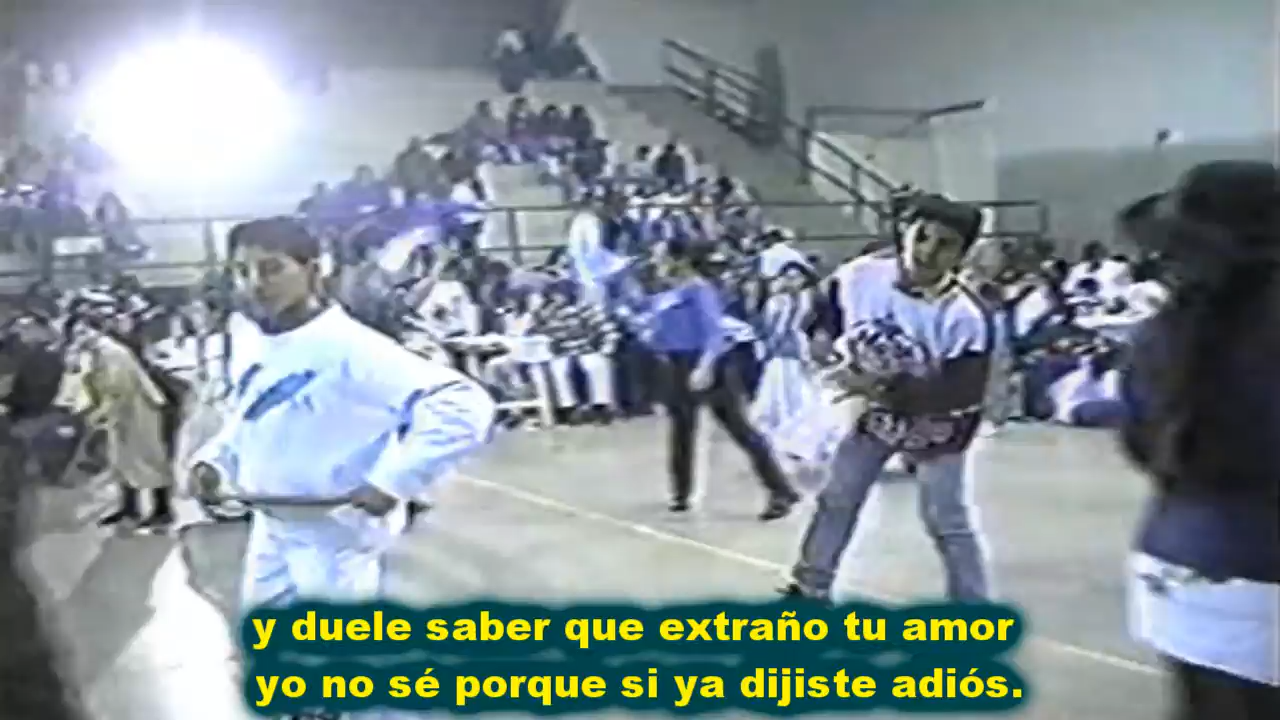 y duele saber que extraño tu amor
yo no sé porque si ya dijiste adiós.